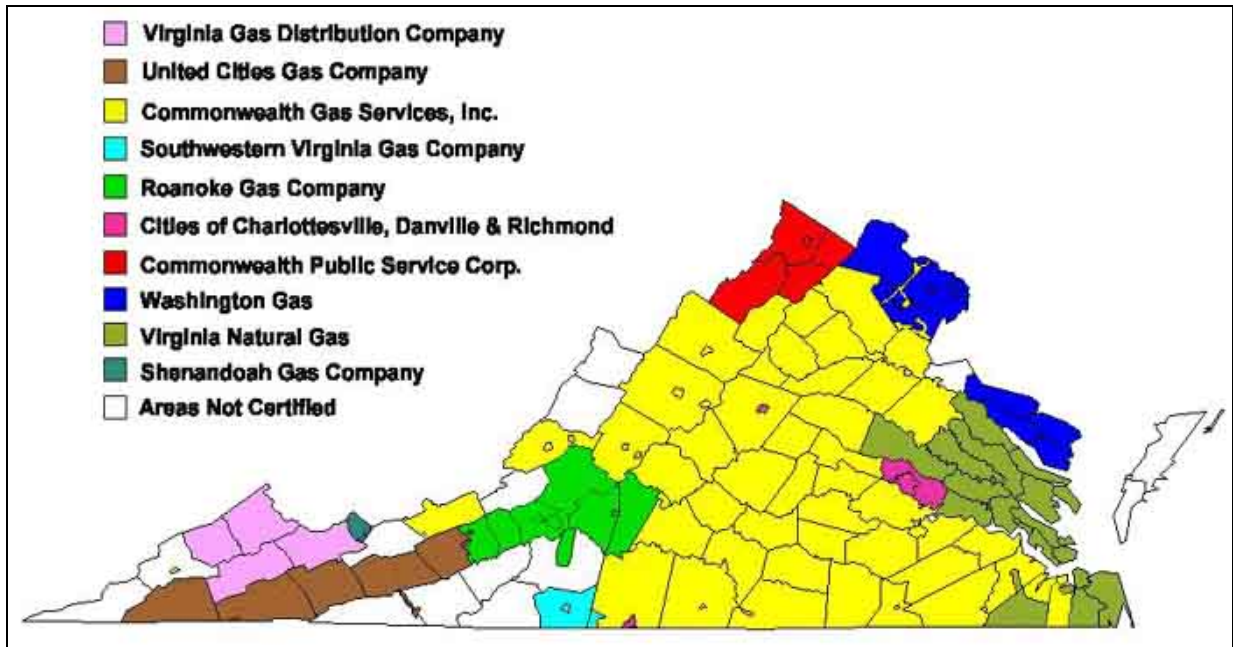 Virginia Gas Distribution Company
United Cities Gas Company
Commonwealth Gas Services, Inc.
Southwestern Virginia Gas Company
Roanoke Gas Company
Cities of Charlottesville, Danville & Richmond
Commonwealth Public Service Corp.
Washington Gas
Virginia Natural Gas
Shenandoah Gas Company
Areas Not Certified